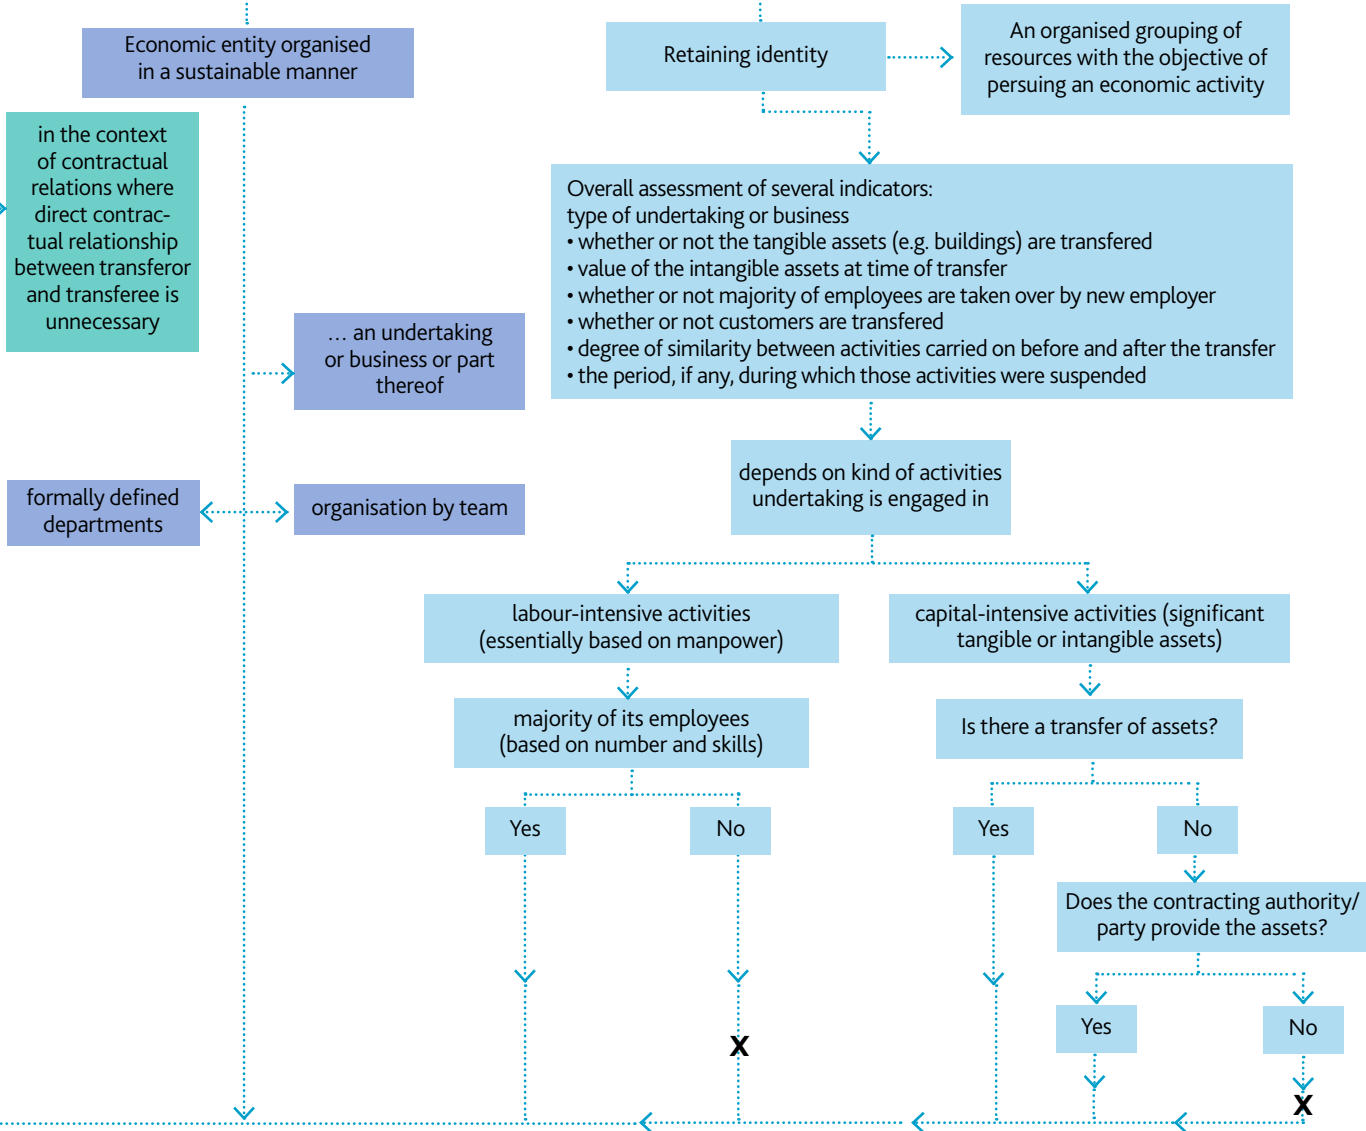 Economic entity organised
in a sustainable manner
Retaining identity
An organised grouping of
resources with the objective of
persuing an economic activity
in the context
of contractual
relations where
direct contrac-
tual relationship
between transferor
and transferee is
unnecessary
Overall assessment of several indicators:
type of undertaking or business
• whether or not the tangible assets (e.g. buildings) are transfered
• value of the intangible assets at time of transfer
• whether or not majority of employees are taken over by new employer
• whether or not customers are transfered
• degree of similarity between activities carried on before and after the transfer
• the period, if any, during which those activities were suspended
… an undertaking
or business or part
thereof
depends on kind of activities
undertaking is engaged in
formally defined
departments
organisation by team
labour-intensive activities
(essentially based on manpower)
capital-intensive activities (significant
tangible or intangible assets)
majority of its employees
(based on number and skills)
Is there a transfer of assets?
Yes
No
Yes
No
Does the contracting authority/
party provide the assets?
Yes
No
X
X